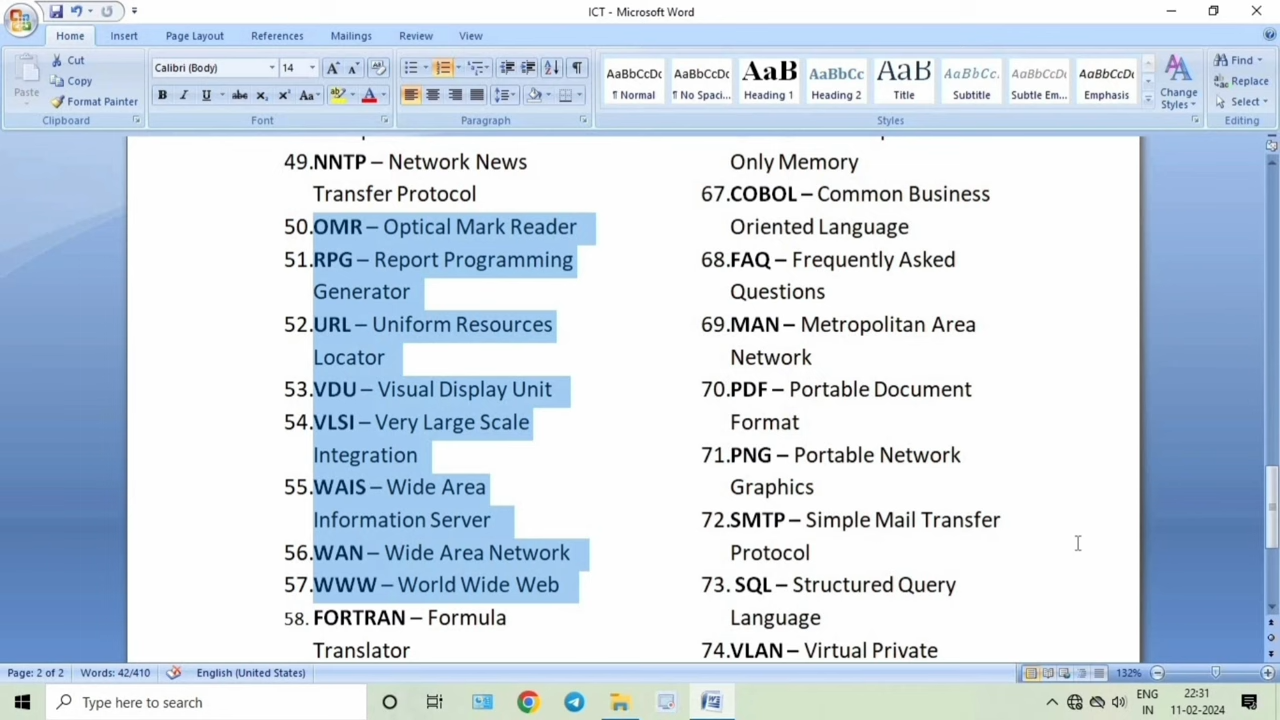 ICT - Microsoft Word
Home Insert Page Layout References Mailings Review View
Paste
Cut
Copy
Format Painter
Clipboard
Calibri (Body) 14
Font
Paragraph
AaBbCcDc AaBbCcDc AaB AaBbCc AaB AaBbCc. AaBbCcDc AaBbCcDc
¶ Normal ¶ No Spaci... Heading 1 Heading 2 Title Subtitle Subtle Em... Emphasis
Change Styles
Styles
Find
Replace
Select
Editing
49.NNTP – Network News
Transfer Protocol
50.OMR – Optical Mark Reader
51.RPG – Report Programming
Generator
52.URL – Uniform Resources
Locator
53.VDU – Visual Display Unit
54.VLSI – Very Large Scale
Integration
55.WAIS – Wide Area
Information Server
56.WAN – Wide Area Network
57.WWW – World Wide Web
58. FORTRAN – Formula
Translator
Only Memory
67.COBOL – Common Business
Oriented Language
68.FAQ – Frequently Asked
Questions
69.MAN – Metropolitan Area
Network
70.PDF – Portable Document
Format
71.PNG – Portable Network
Graphics
72.SMTP – Simple Mail Transfer
Protocol
73. SQL – Structured Query
Language
74.VLAN – Virtual Private
Page: 2 of 2 Words: 42/410 English (United States) 132%
Type here to search
ENG
IN
22:31
11-02-2024